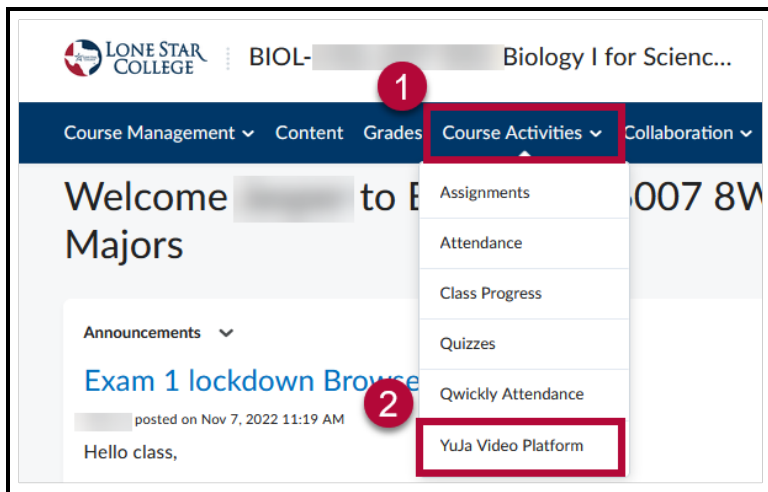 LONE STAR
COLLEGE
BIOL- Biology I for Scienc...
1
Course Management Content Grades Course Activities Collaboration
Welcome to 007 8W
Majors
Assignments
Attendance
Class Progress
Quizzes
Qwickly Attendance
YuJa Video Platform
Announcements
Exam 1 lockdown Browse
2
posted on Nov 7, 2022 11:19 AM
Hello class,